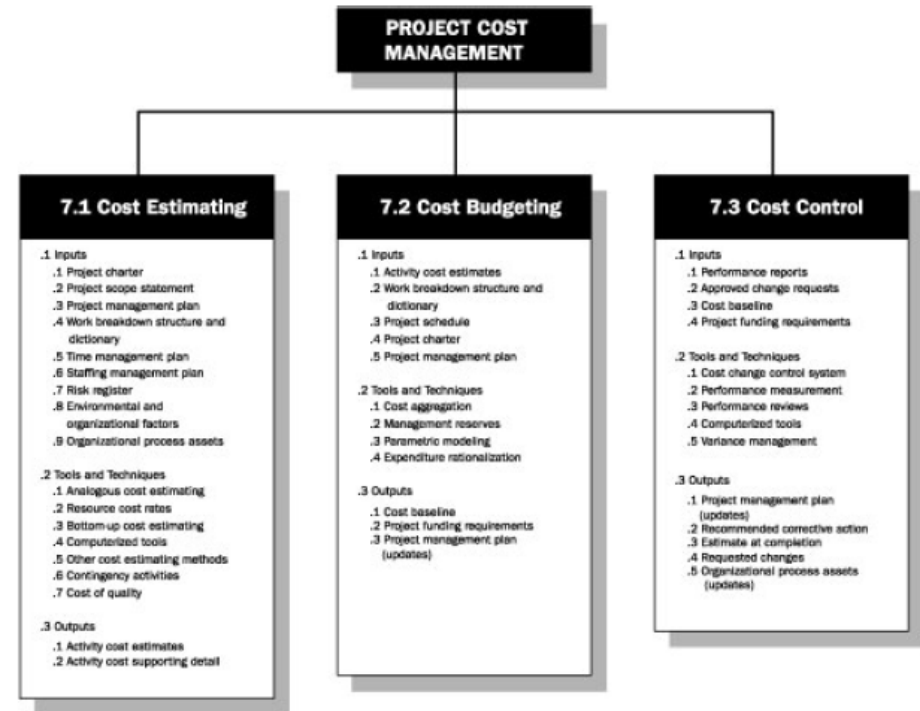 PROJECT COST
MANAGEMENT
7.1 Cost Estimating
.1 Inputs
.1 Project charter
.2 Project scope statement
.3 Project management plan
.4 Work breakdown structure and
dictionary
.5 Time management plan
.6 Staffing management plan
.7 Risk register
.8 Environmental and
organizational factors
.9 Organizational process assets
.2 Tools and Techniques
.1 Analogous cost estimating
.2 Resource cost rates
.3 Bottom-up cost estimating
.4 Computerized tools
.5 Other cost estimating methods
.6 Contingency activities
.7 Cost of quality
.3 Outputs
.1 Activity cost estimates
.2 Activity cost supporting detail
7.2 Cost Budgeting
.1 Inputs
.1 Activity cost estimates
.2 Work breakdown structure and
dictionary
.3 Project schedule
.4 Project charter
.5 Project management plan
.2 Tools and Techniques
.1 Cost aggregation
.2 Management reserves
.3 Parametric modeling
.4 Expenditure rationalization
.3 Outputs
.1 Cost baseline
.2 Project funding requirements
.3 Project management plan
(updates)
7.3 Cost Control
.1 Inputs
.1 Performance reports
.2 Approved change requests
.3 Cost baseline
.4 Project funding requirements
.2 Tools and Techniques
.1 Cost change control system
.2 Performance measurement
.3 Performance reviews
.4 Computerized tools
.5 Variance management
.3 Outputs
.1 Project management plan
(updates)
.2 Recommended corrective action
.3 Estimate at completion
.4 Requested changes
.5 Organizational process assets
(updates)